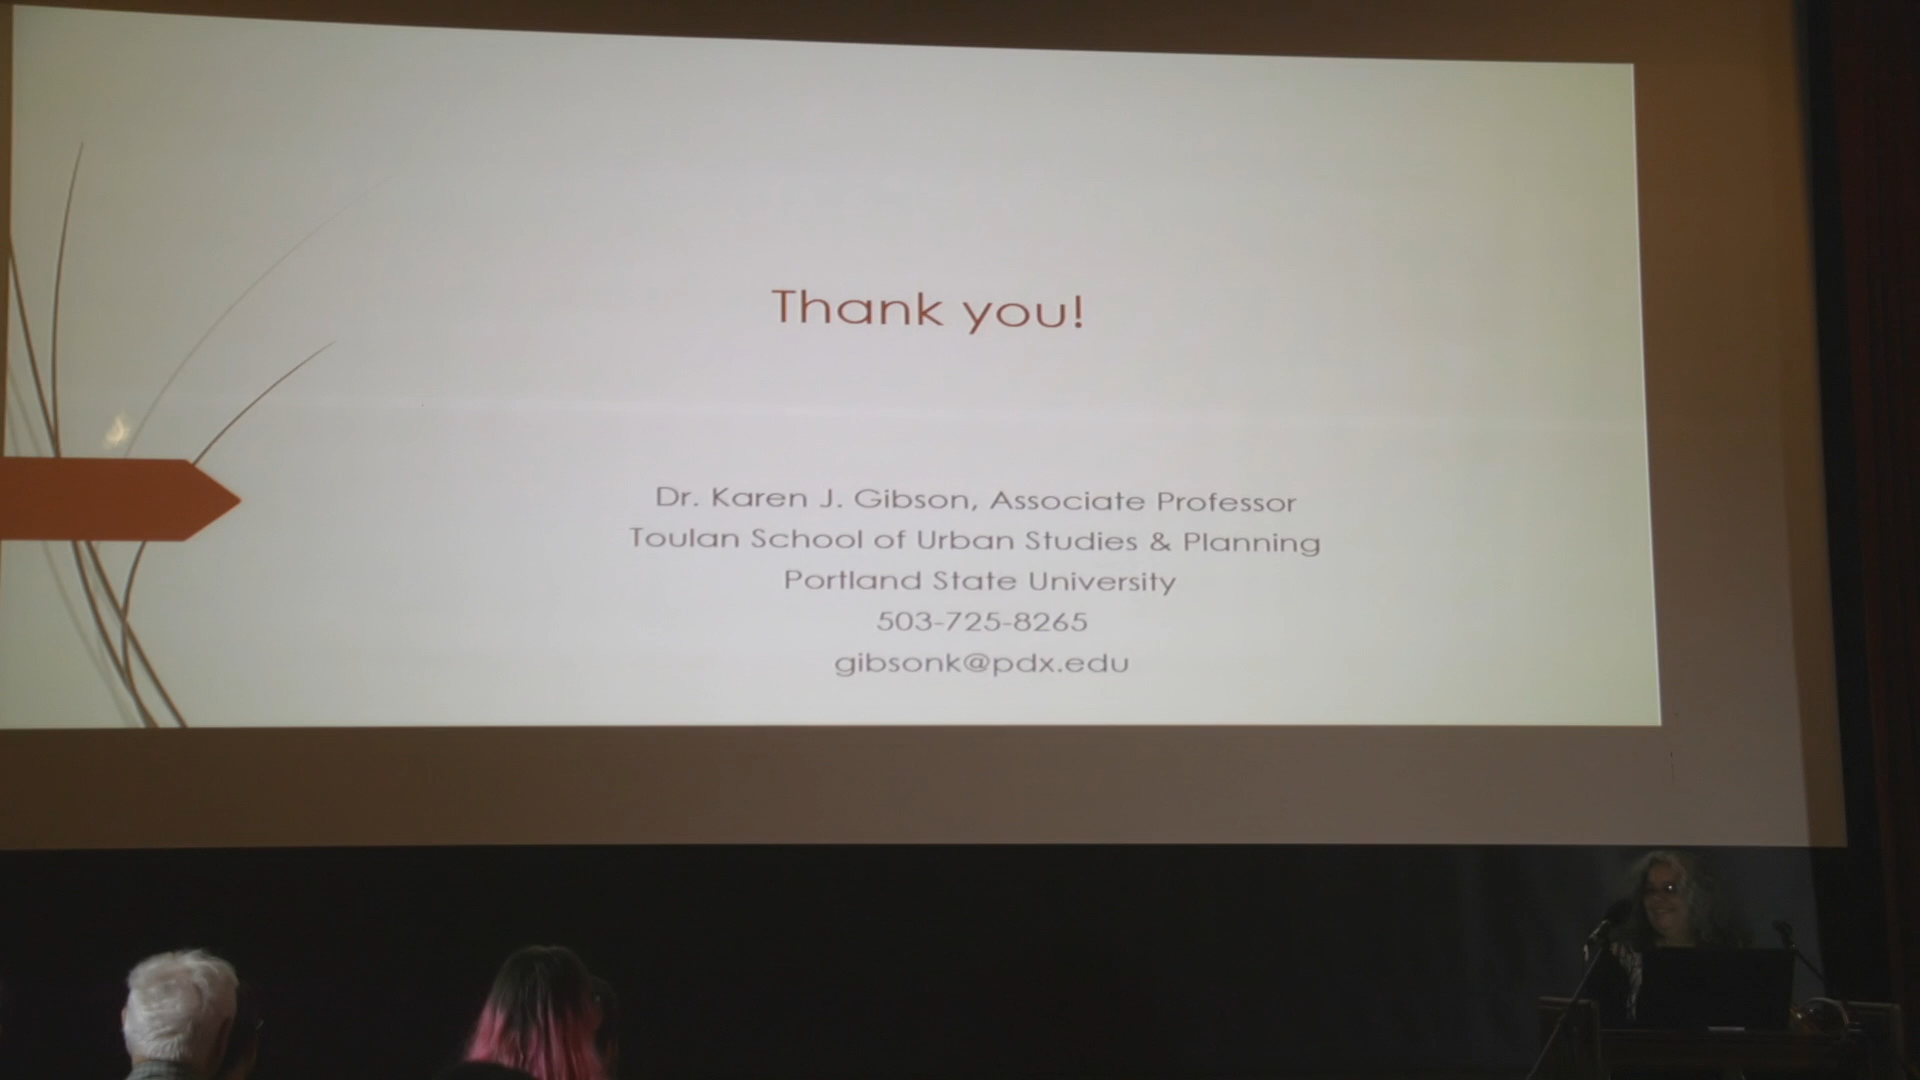 Thank you!
Dr. Karen J. Gibson, Associate Professor
Toulan School of Urban Studies & Planning
Portland State University
503-725-8265
gibsonk@pdx.edu